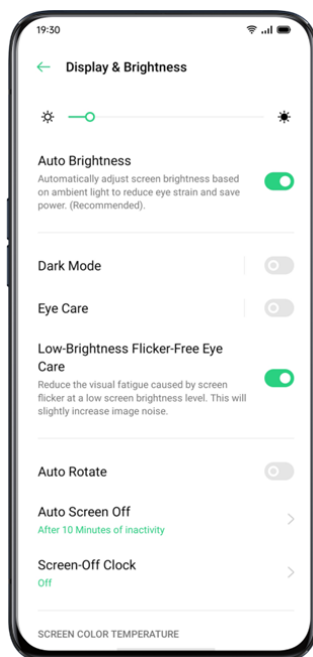 19:30
Display & Brightness
Auto Brightness
Automatically adjust screen brightness based
on ambient light to reduce eye strain and save
power. (Recommended).
Dark Mode
Eye Care
Low-Brightness Flicker-Free Eye
Care
Reduce the visual fatigue caused by screen
flicker at a low screen brightness level. This will
slightly increase image noise.
Auto Rotate
Auto Screen Off
After 10 Minutes of inactivity
Screen-Off Clock
Off
SCREEN COLOR TEMPERATURE